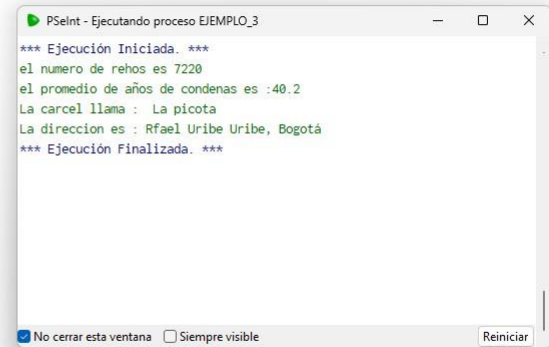 PSeInt - Ejecutando proceso EJEMPLO_3
*** Ejecución Iniciada. ***
el numero de rehos es 7220
el promedio de años de condenas es :40.2
La carcel llama :  La picota
La direccion es : Rfael Uribe Uribe, Bogotá
*** Ejecución Finalizada. ***
No cerrar esta ventana Siempre visible Reiniciar